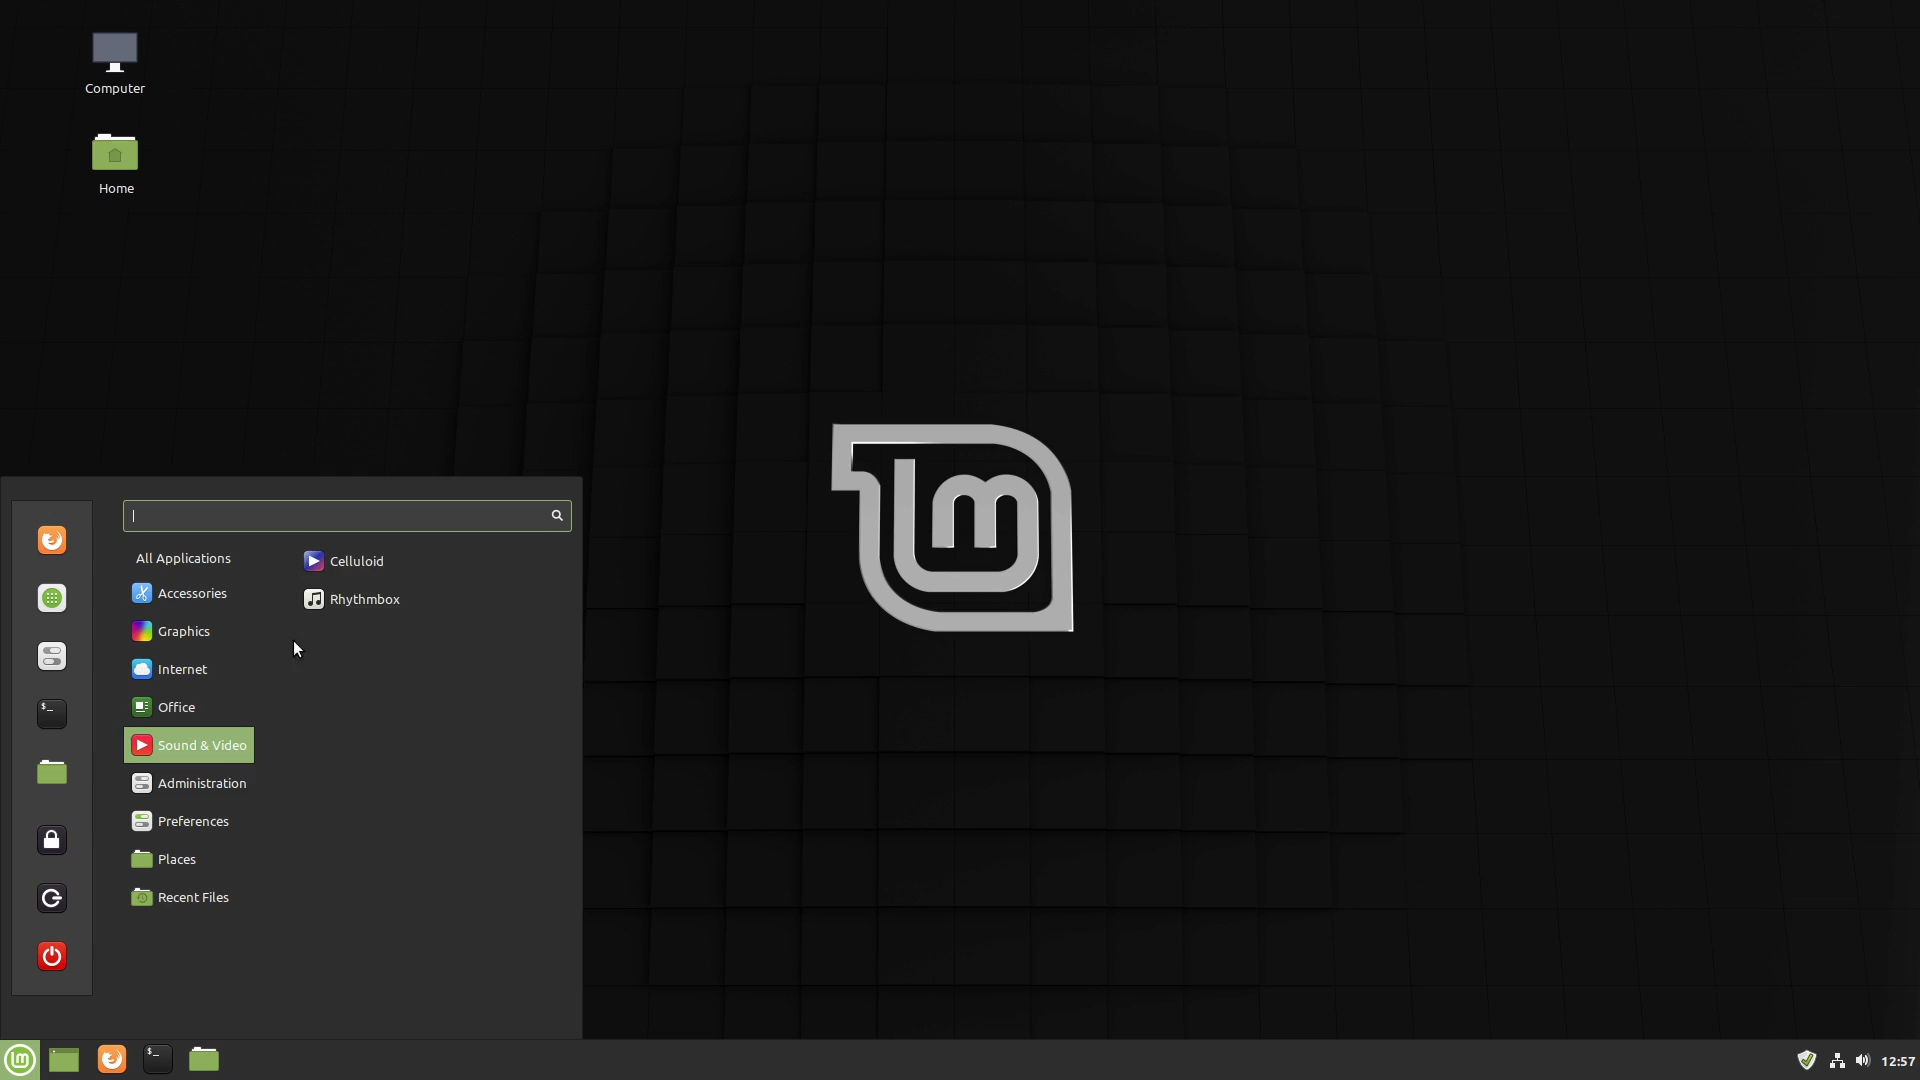 Computer
Home
lm
All Applications
Accessories
Graphics
Internet
Office
Sound & Video
Administration
Preferences
Places
Recent Files
Celluloid
Rhythmbox
$_
$_
12:57